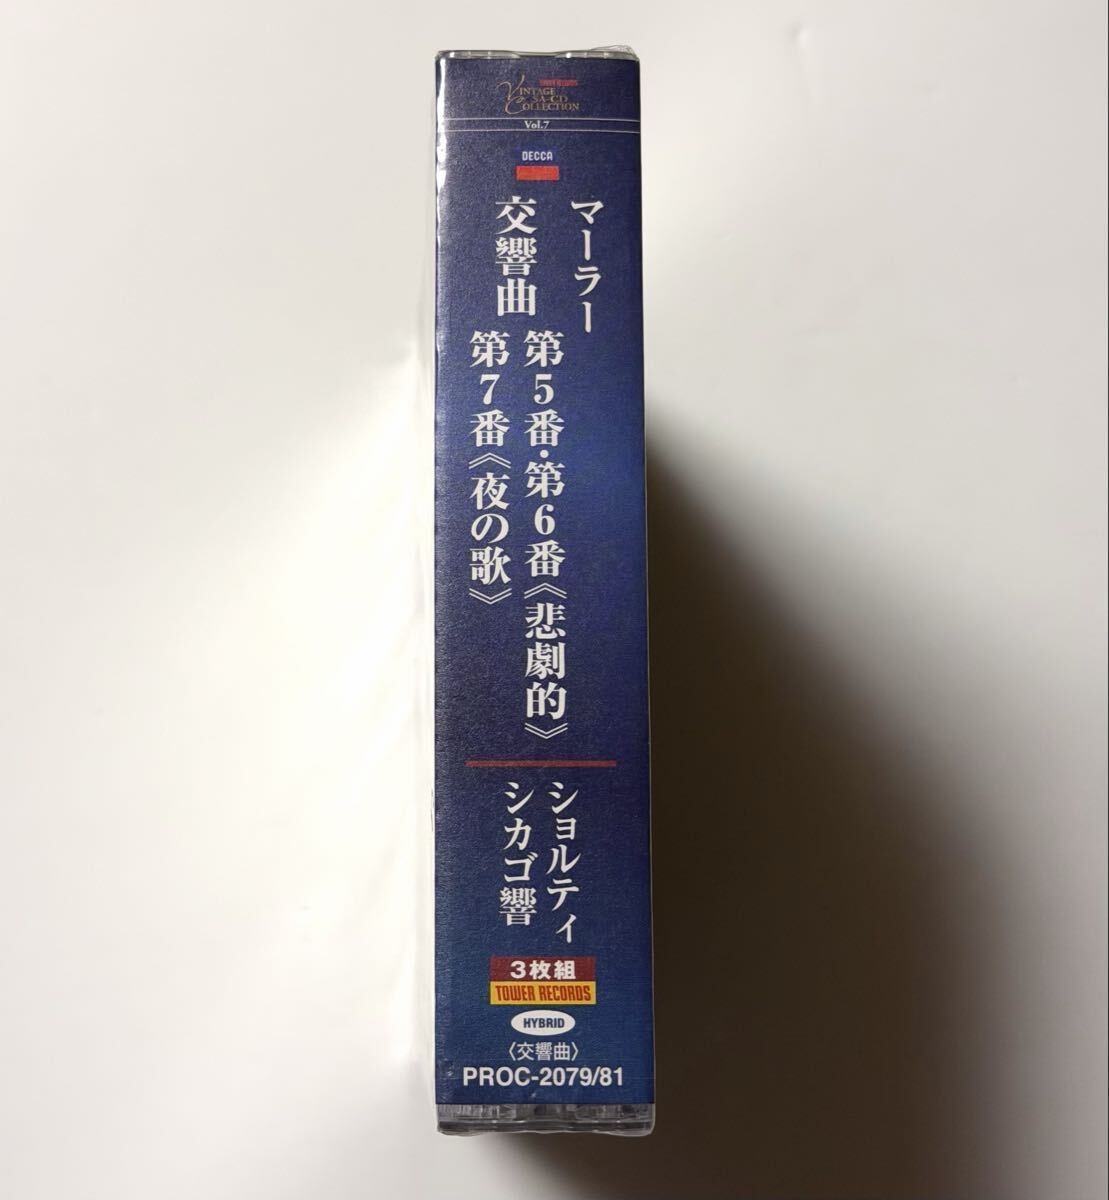 TOWER RECORDS
VINTAGE
SA-CD
COLLECTION
Vol.7
DECCA
マーラー
交響曲
第5番・第6番《悲劇的》
第7番《夜の歌》
ショルティ
シカゴ響
3枚組
TOWER RECORDS
HYBRID
〈交響曲〉
PROC-2079/81